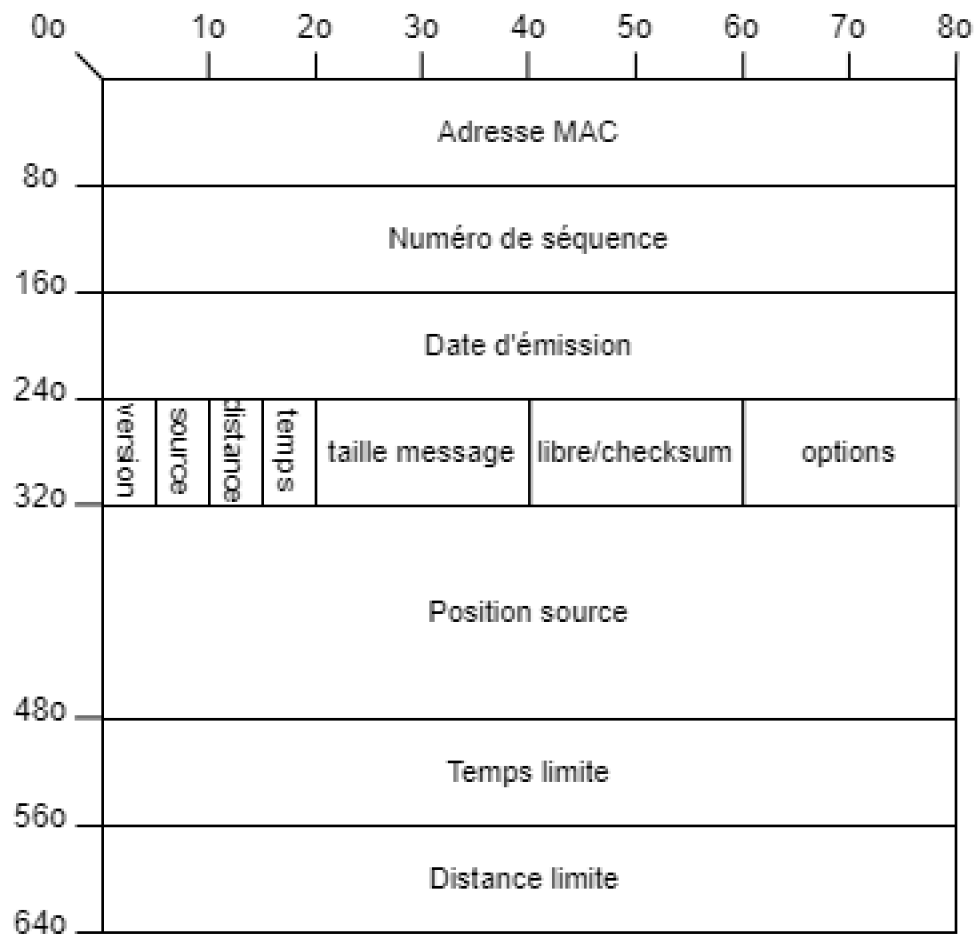 0o 1o 2o 3o 4o 5o 6o 7o 8o
Adresse MAC
8o
Numéro de séquence
16o
Date d'émission
24o
version source distance temps taille message libre/checksum options
32o
Position source
48o
Temps limite
56o
Distance limite
64o